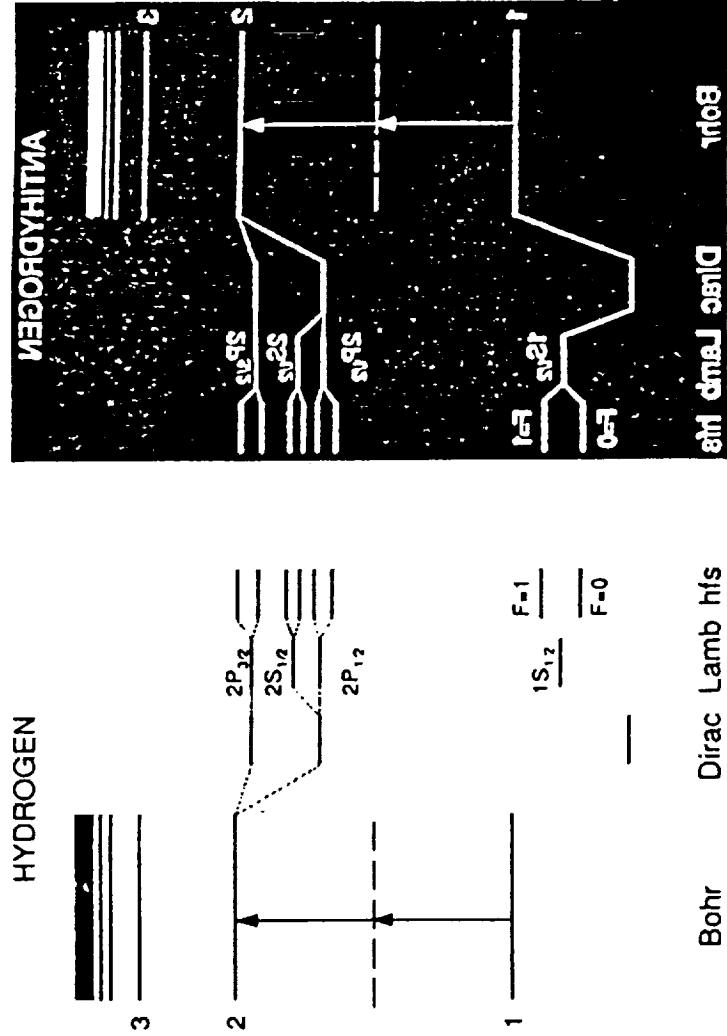 HYDROGEN
3
2
2P₃/₂
2S₁/₂
2P₁ ₂
F=1
1S₁ ₂
F=0
1
Bohr Dirac Lamb hfs
ANTIHYDROGEN
3
2
2P₃/₂
2S₁/₂
2P₁/₂
F=1
1S₁/₂
F=0
1
hfs Lamb Dirac Bohr